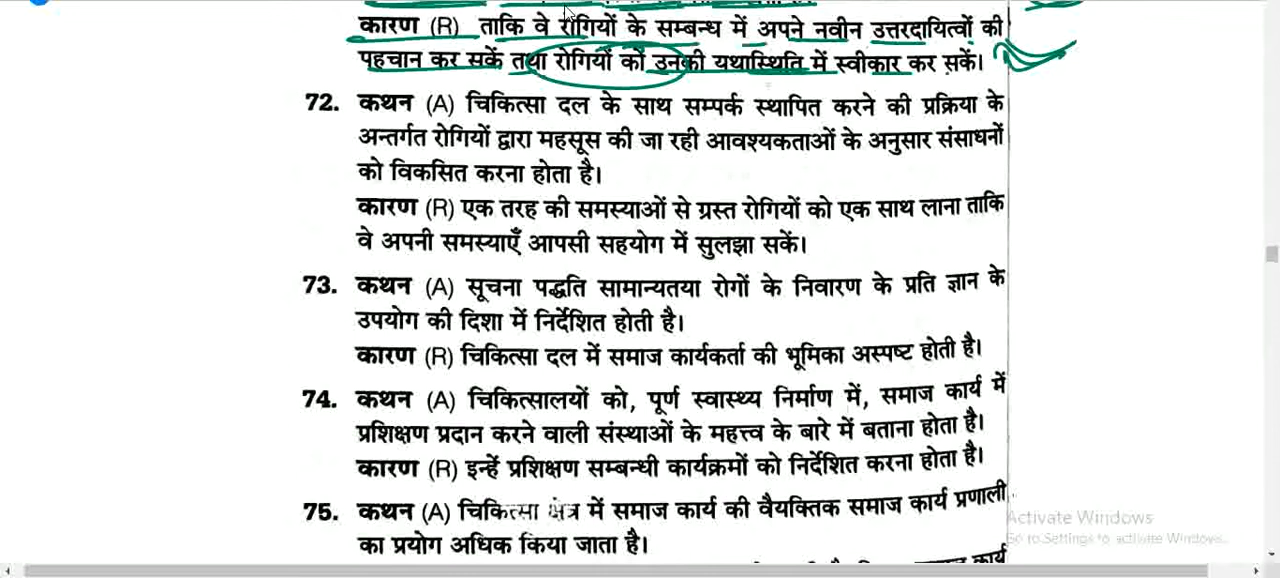 कारण (R) ताकि वे रोगियों के सम्बन्ध में अपने नवीन उत्तरदायित्वों की
पहचान कर सकें तथा रोगियों को उनकी यथास्थिति में स्वीकार कर सकें।
72. कथन (A) चिकित्सा दल के साथ सम्पर्क स्थापित करने की प्रक्रिया के
अन्तर्गत रोगियों द्वारा महसूस की जा रही आवश्यकताओं के अनुसार संसाधनों
को विकसित करना होता है।
कारण (R) एक तरह की समस्याओं से ग्रस्त रोगियों को एक साथ लाना ताकि
वे अपनी समस्याएँ आपसी सहयोग में सुलझा सकें।
73. कथन (A) सूचना पद्धति सामान्यतया रोगों के निवारण के प्रति ज्ञान के
उपयोग की दिशा में निर्देशित होती है।
कारण (R) चिकित्सा दल में समाज कार्यकर्ता की भूमिका अस्पष्ट होती है।
74. कथन (A) चिकित्सालयों को, पूर्ण स्वास्थ्य निर्माण में, समाज कार्य में
प्रशिक्षण प्रदान करने वाली संस्थाओं के महत्त्व के बारे में बताना होता है।
कारण (R) इन्हें प्रशिक्षण सम्बन्धी कार्यक्रमों को निर्देशित करना होता है।
75. कथन (A) चिकित्सा क्षेत्र में समाज कार्य की वैयक्तिक समाज कार्य प्रणाली
का प्रयोग अधिक किया जाता है।
कार्य
Activate Windows
Go to Settings to activate Windows.